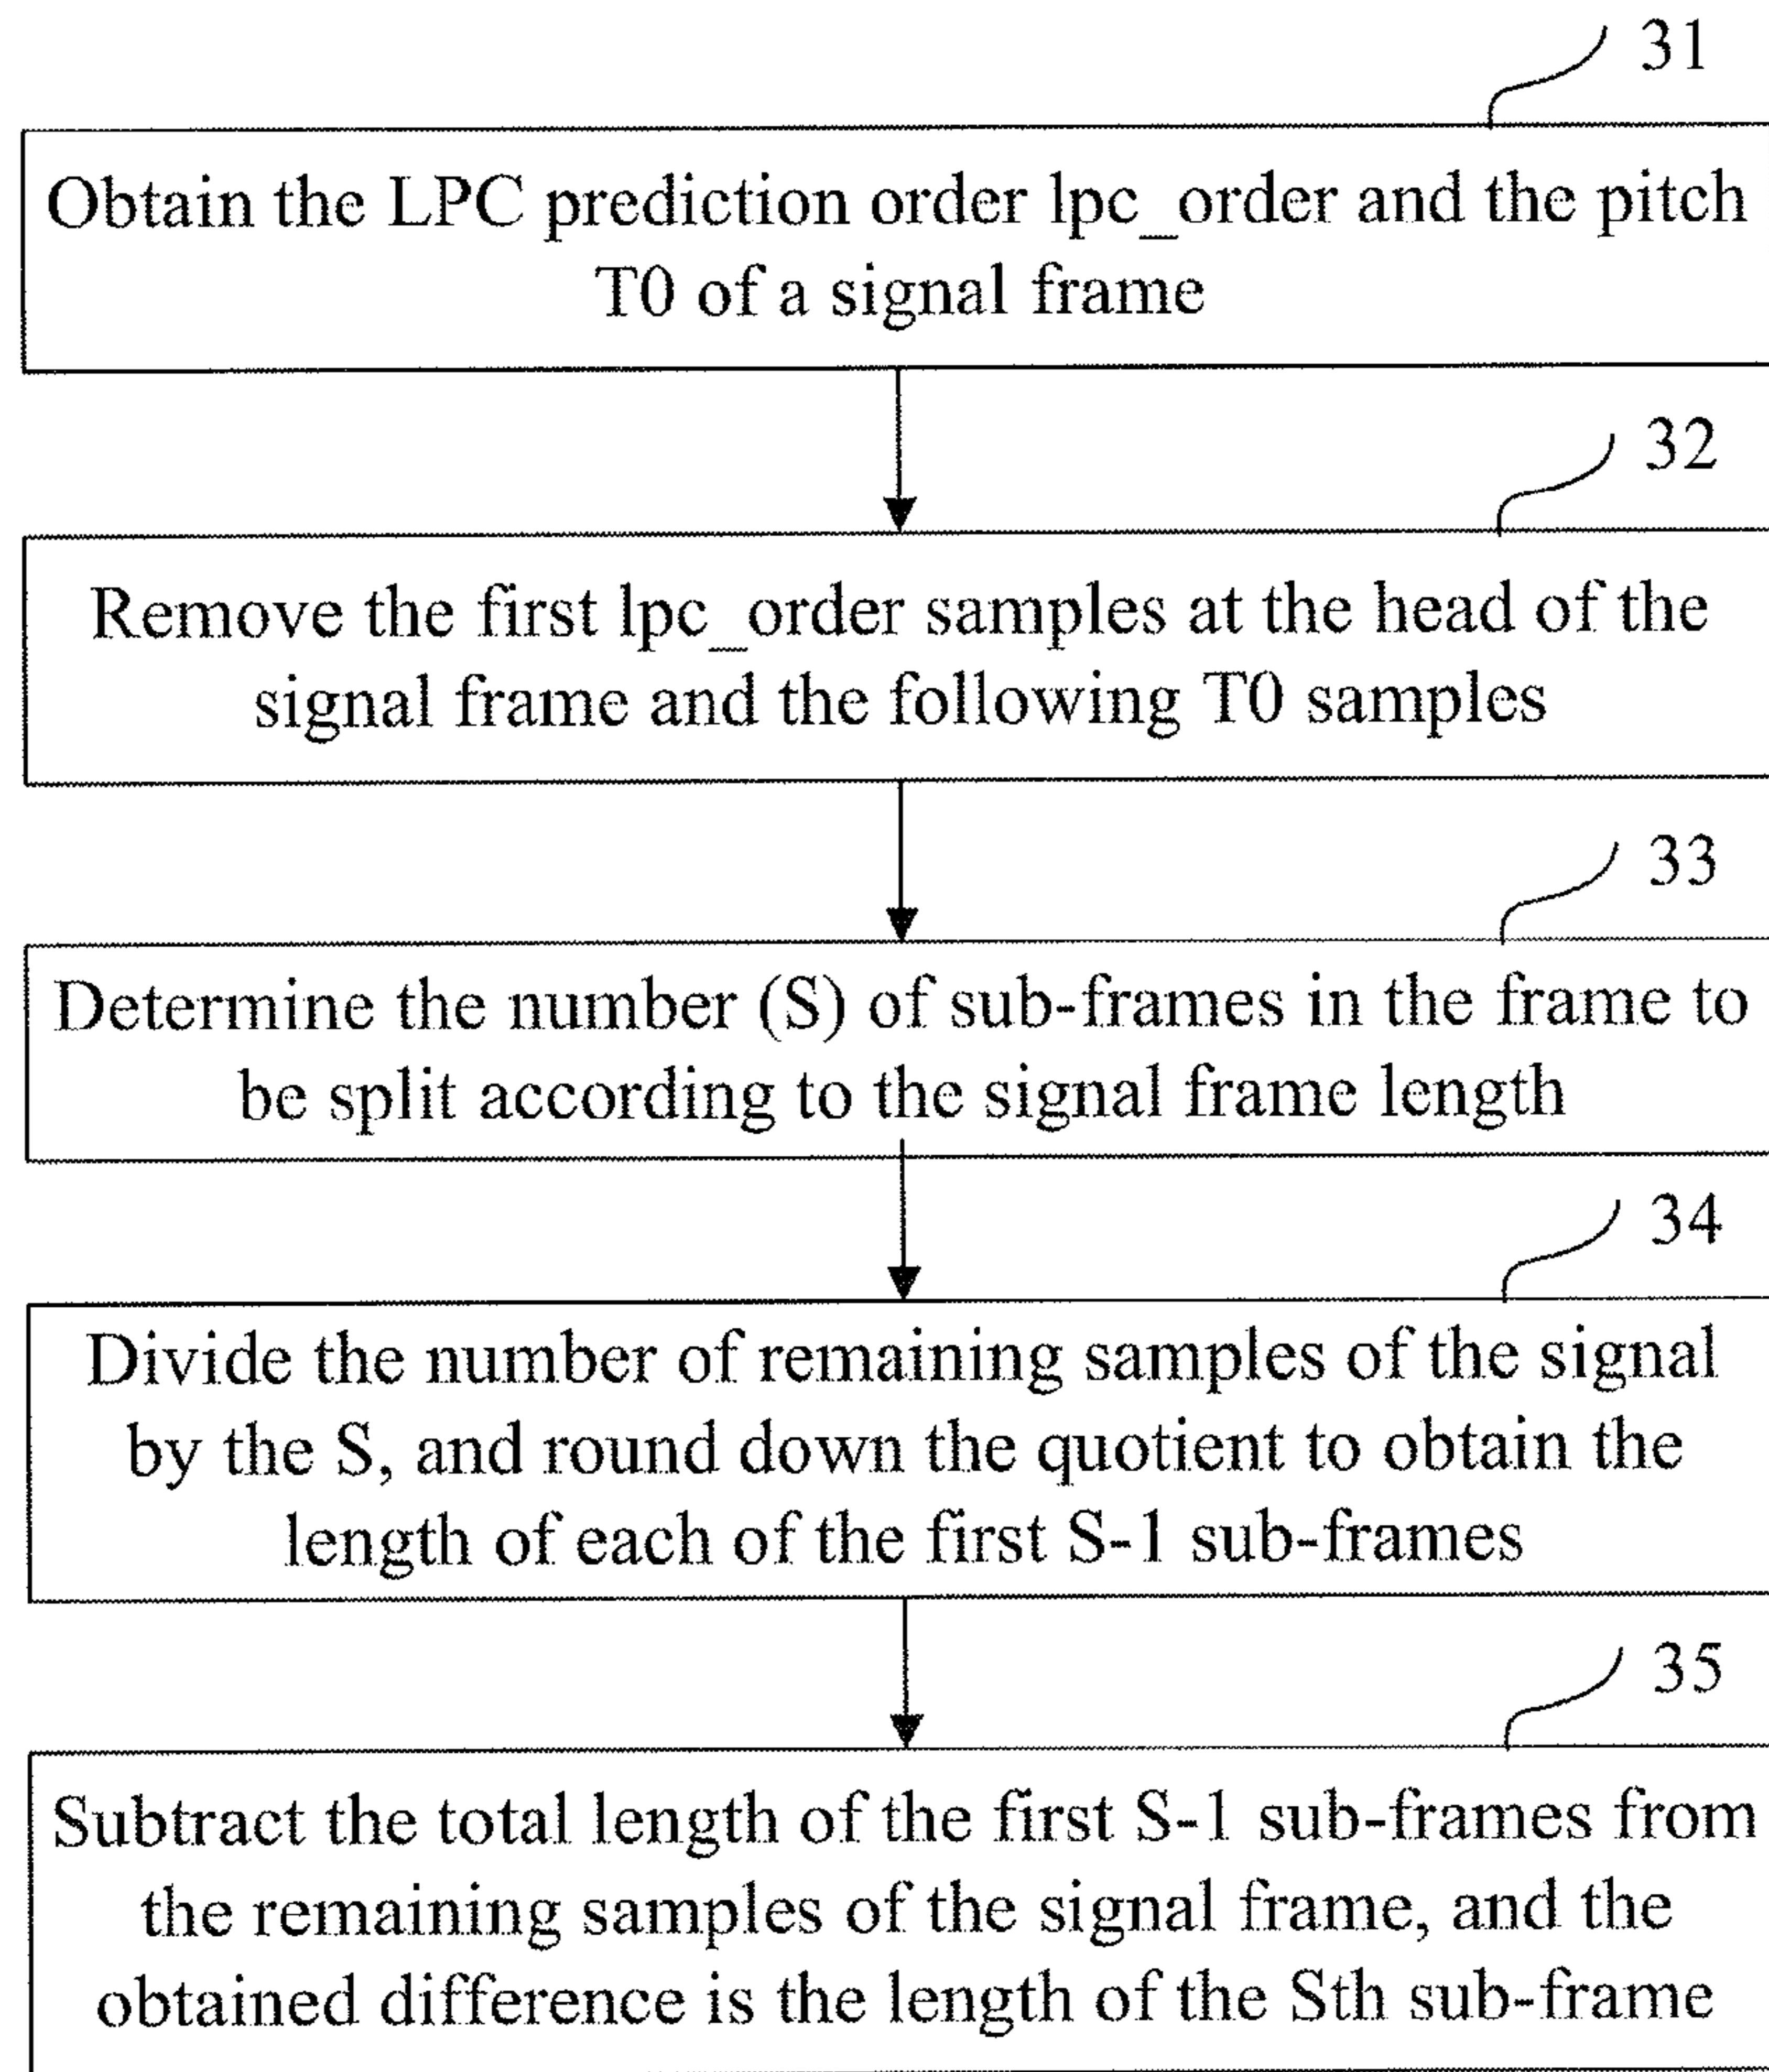 31
Obtain the LPC prediction order lpc_order and the pitch
T0 of a signal frame
32
Remove the first lpc_order samples at the head of the
signal frame and the following T0 samples
33
Determine the number (S) of sub-frames in the frame to
be split according to the signal frame length
34
Divide the number of remaining samples of the signal
by the S, and round down the quotient to obtain the
length of each of the first S-1 sub-frames
35
Subtract the total length of the first S-1 sub-frames from
the remaining samples of the signal frame, and the
obtained difference is the length of the Sth sub-frame